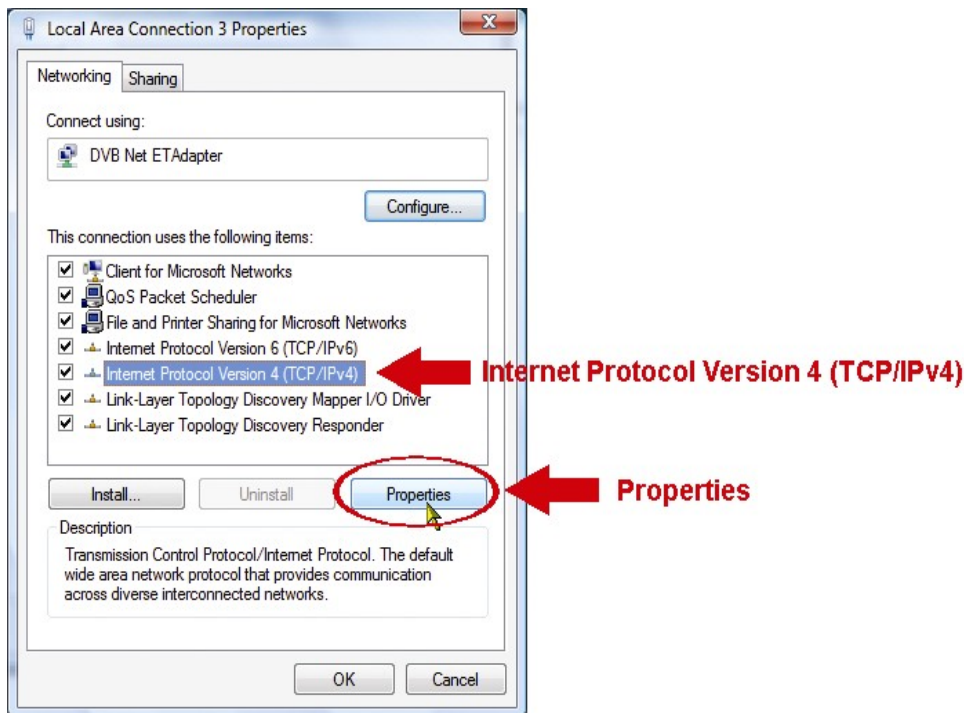 Local Area Connection 3 Properties
Networking Sharing
Connect using:
DVB Net ETAdapter
Configure...
This connection uses the following items:
Client for Microsoft Networks
QoS Packet Scheduler
File and Printer Sharing for Microsoft Networks
Internet Protocol Version 6 (TCP/IPv6)
Internet Protocol Version 4 (TCP/IPv4) Internet Protocol Version 4 (TCP/IPv4)
Link-Layer Topology Discovery Mapper I/O Driver
Link-Layer Topology Discovery Responder
Install... Uninstall Properties Properties
Description
Transmission Control Protocol/Internet Protocol. The default
wide area network protocol that provides communication
across diverse interconnected networks.
OK Cancel